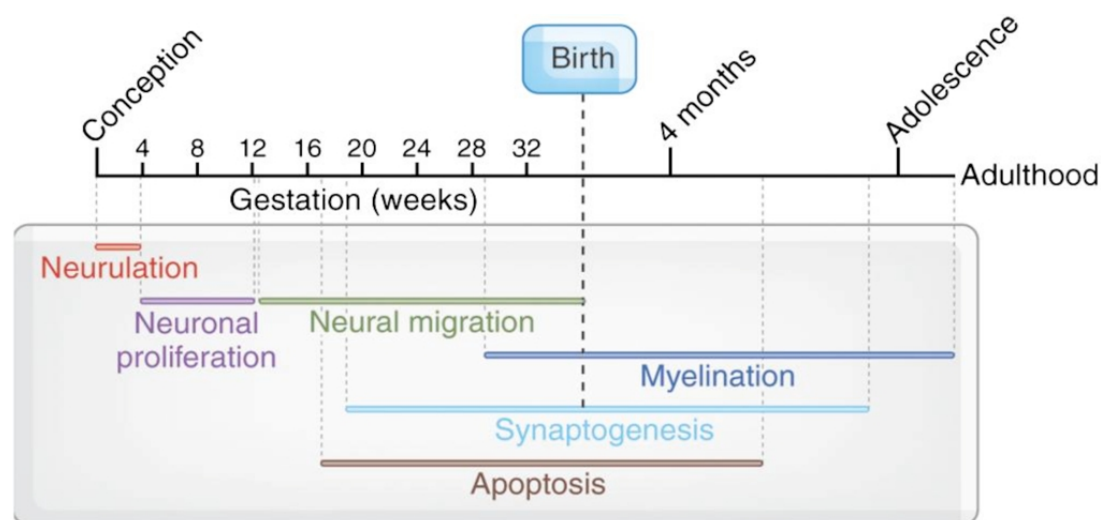 Conception
Birth
4 months
Adolescence
4 8 12 16 20 24 28 32
Adulthood
Gestation (weeks)
Neurulation
Neuronal
proliferation
Neural migration
Myelination
Synaptogenesis
Apoptosis